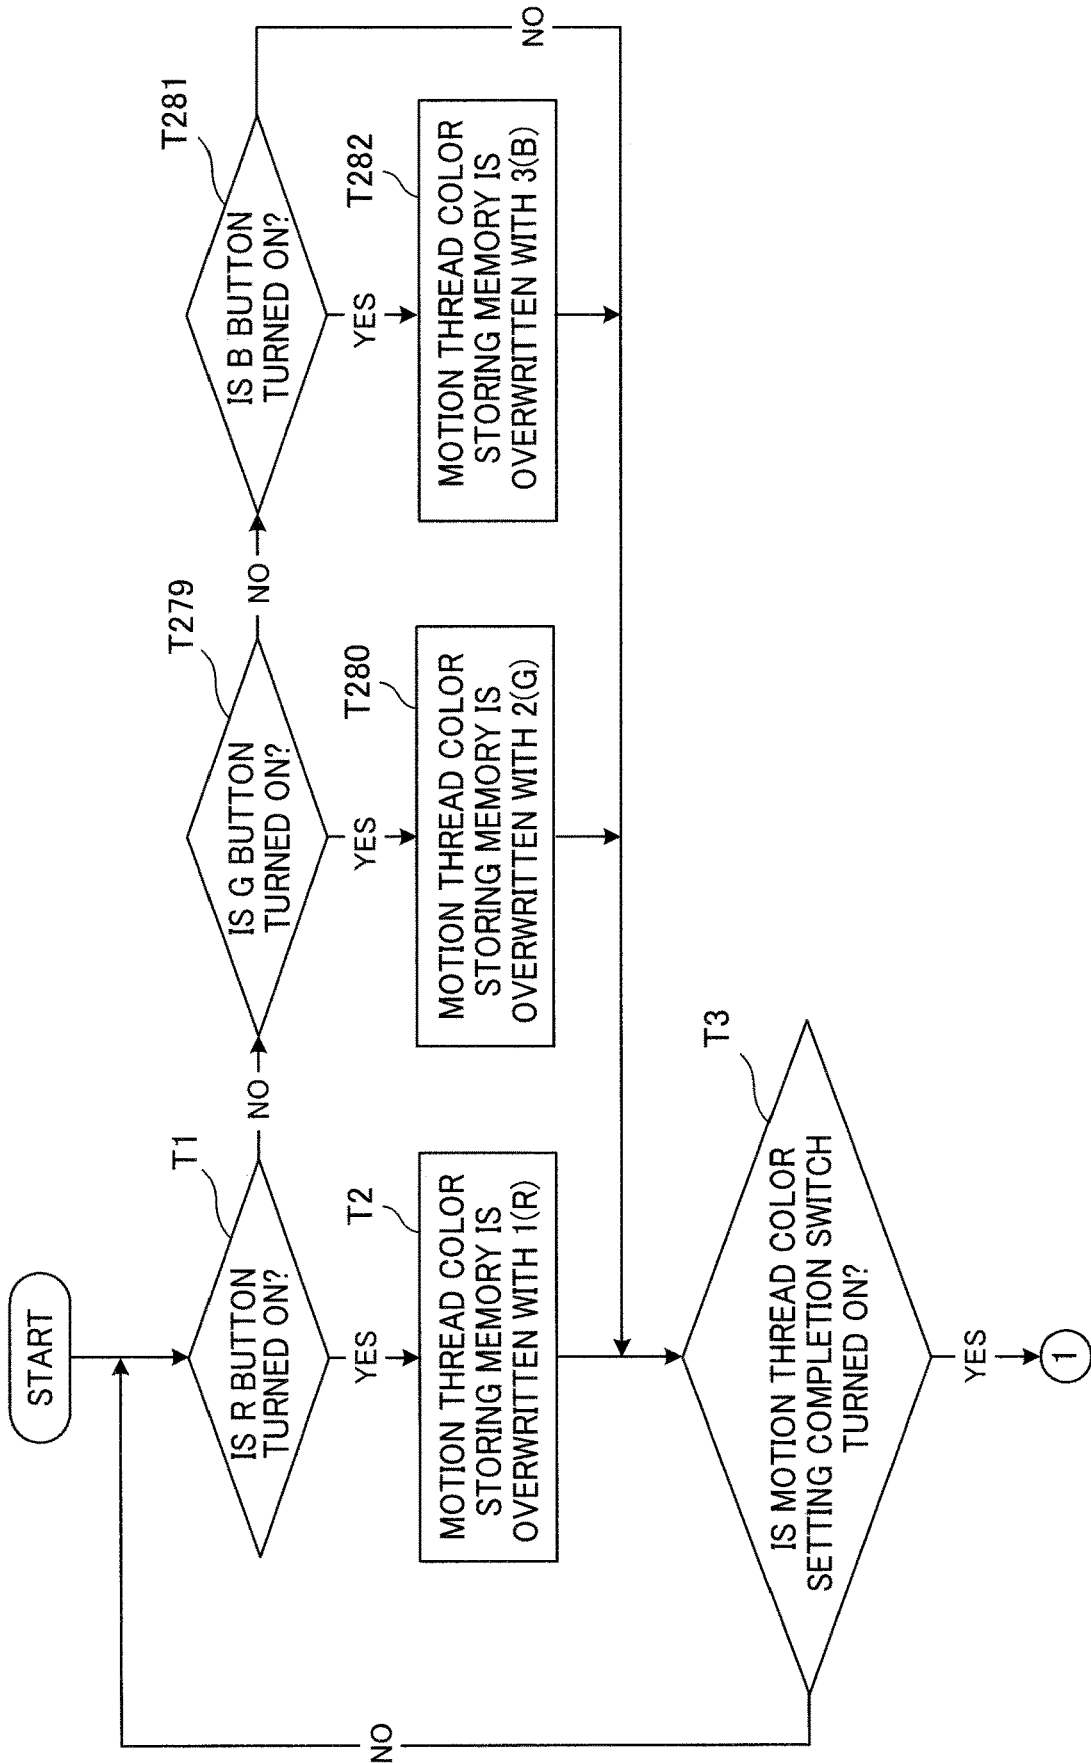 START
T1
IS R BUTTON
TURNED ON?
NO
YES
T2
MOTION THREAD COLOR
STORING MEMORY IS
OVERWRITTEN WITH 1(R)
T279
IS G BUTTON
TURNED ON?
NO
YES
T280
MOTION THREAD COLOR
STORING MEMORY IS
OVERWRITTEN WITH 2(G)
T281
IS B BUTTON
TURNED ON?
NO
YES
T282
MOTION THREAD COLOR
STORING MEMORY IS
OVERWRITTEN WITH 3(B)
T3
IS MOTION THREAD COLOR
SETTING COMPLETION SWITCH
TURNED ON?
NO
YES
1